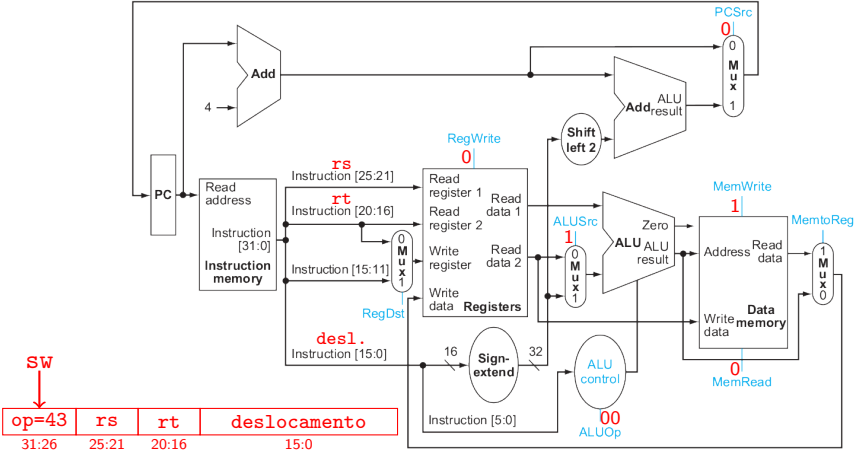 PCSrc
0
0
M
u
x
1
Add
4
Add
ALU
result
Shift
left 2
RegWrite
0
PC
Read
address
Instruction
[31:0]
Instruction
memory
rs
Instruction [25:21]
rt
Instruction [20:16]
Instruction [15:11]
0
M
u
x
1
RegDst
Read
register 1
Read
register 2
Write
register
Write
data
Read
data 1
Read
data 2
Registers
ALUSrc
1
0
M
u
x
1
Zero
ALU
ALU
result
MemWrite
1
Address
Read
data
Write
data
Data
memory
0
MemRead
MemtoReg
1
M
u
x
0
desl.
Instruction [15:0]
16
Sign-
extend
32
ALU
control
00
ALUOp
Instruction [5:0]
sw
op=43 rs rt deslocamento
31:26 25:21 20:16 15:0